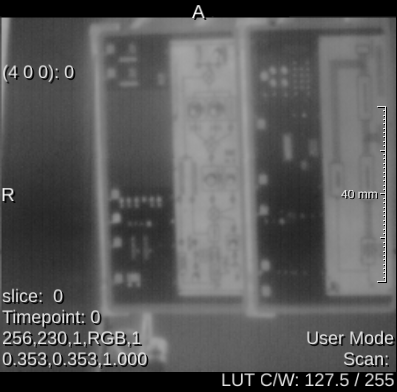 A
(4 0 0): 0
R
40 mm
slice: 0
Timepoint: 0
256,230,1,RGB,1
0.353,0.353,1.000
User Mode
Scan:
LUT C/W: 127.5 / 255